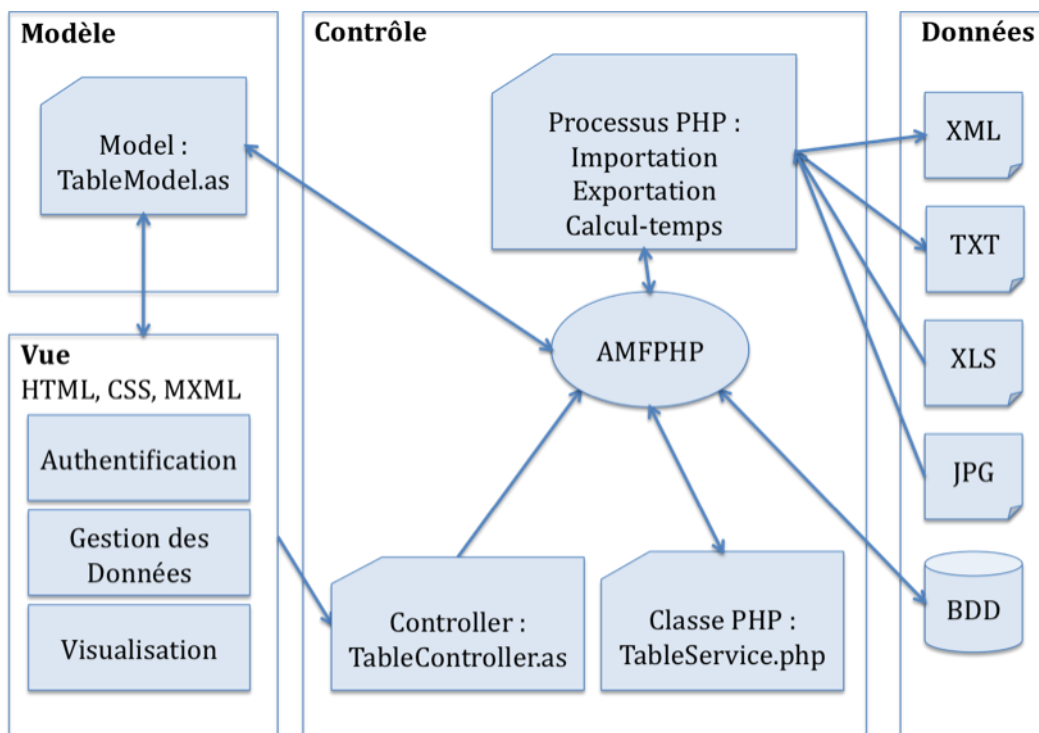 Modèle
Model :
TableModel.as
Vue
HTML, CSS, MXML
Authentification
Gestion des
Données
Visualisation
Contrôle
Processus PHP :
Importation
Exportation
Calcul-temps
AMFPHP
Controller :
TableController.as
Classe PHP :
TableService.php
Données
XML
TXT
XLS
JPG
BDD